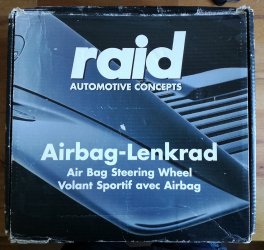 raid
AUTOMOTIVE CONCEPTS
Airbag-Lenkrad
Air Bag Steering Wheel
Volant Sportif avec Airbag